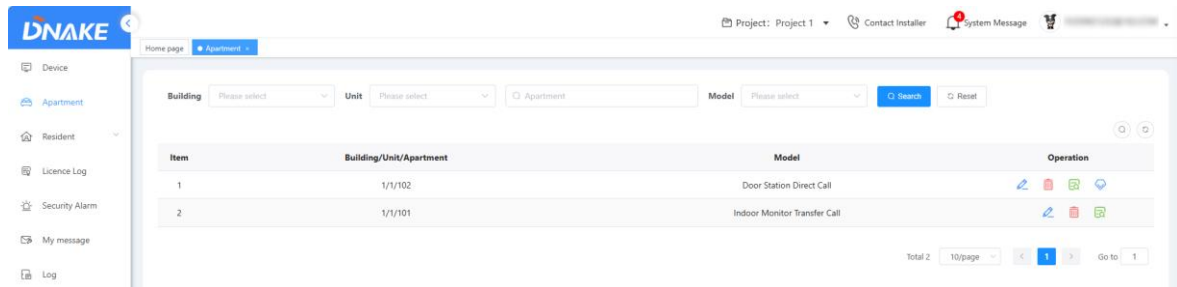 DNAKE
Project: Project 1
Contact Installer
4
System Message
Home page
Apartment ×
Device
Apartment
Resident
Licence Log
Security Alarm
My message
Log
Building Please select Unit Please select Apartment Model Please select Search Reset
Item Building/Unit/Apartment Model Operation
1 1/1/102 Door Station Direct Call
2 1/1/101 Indoor Monitor Transfer Call
Total 2 10/page < 1 > Go to 1